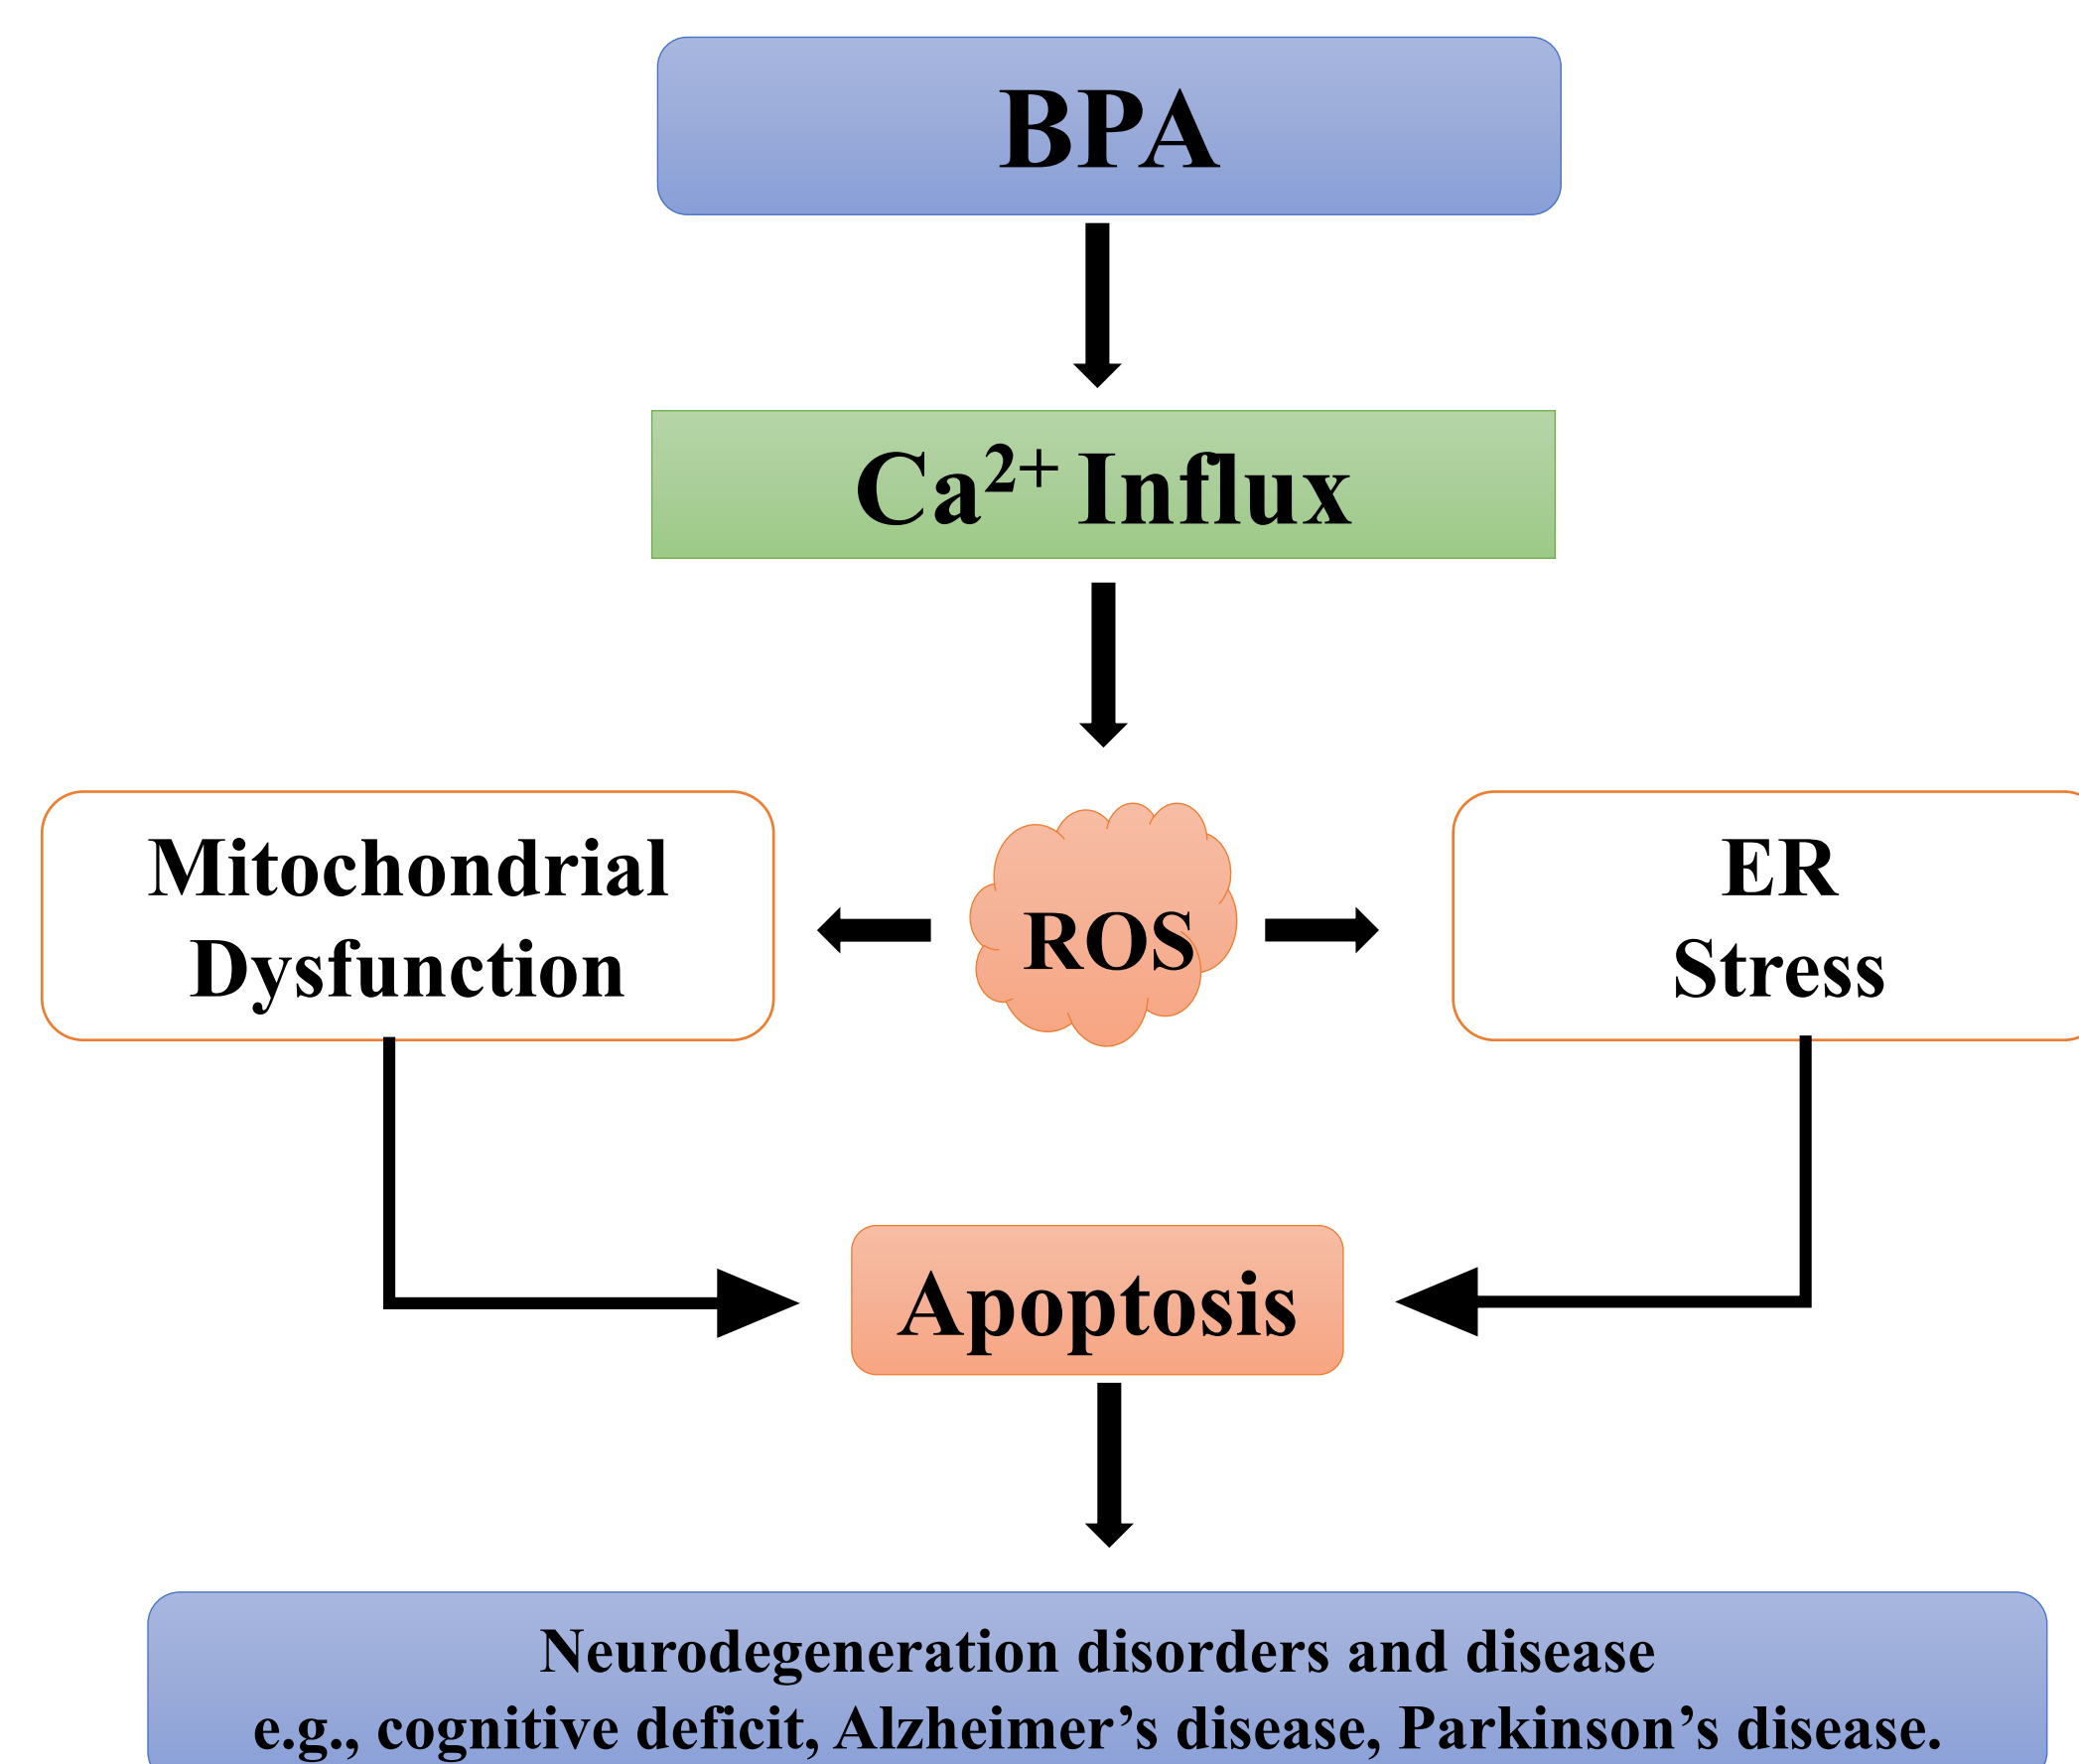 BPA
Ca²⁺ Influx
Mitochondrial
Dysfunction
ROS
ER
Stress
Apoptosis
Neurodegeneration disorders and disease
e.g., cognitive deficit, Alzheimer’s disease, Parkinson’s disease.